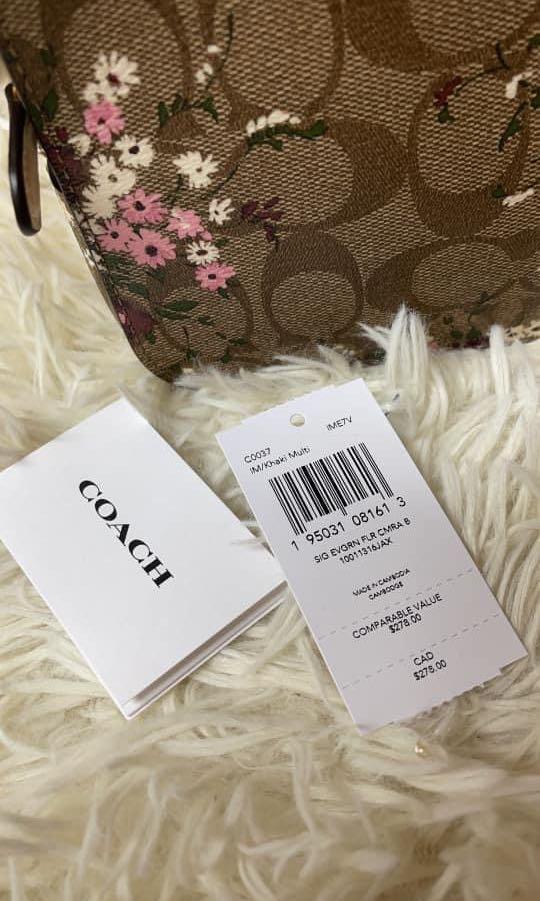 COACH
C0037
IME7V
IM/Khaki Multi
1 95031 08161 3
SIG EVGRN FLR CMRA B
10011316JAX
MADE IN CAMBODIA
CAMBODGE
COMPARABLE VALUE
$278.00
CAD
$278.00